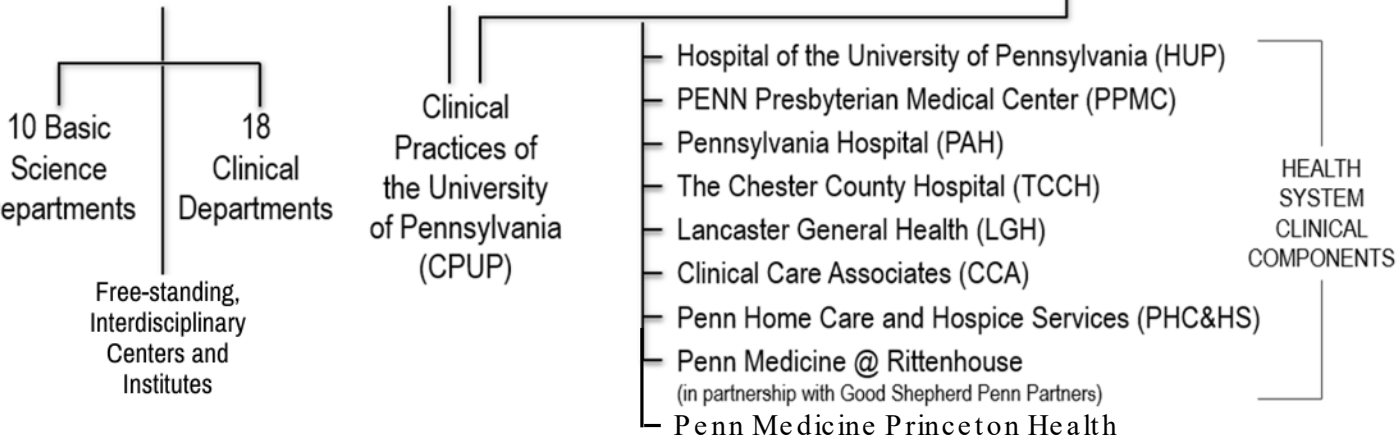 10 Basic
Science
epartments
18
Clinical
Departments
Free-standing,
Interdisciplinary
Centers and
Institutes
Clinical
Practices of
the University
of Pennsylvania
(CPUP)
Hospital of the University of Pennsylvania (HUP)
PENN Presbyterian Medical Center (PPMC)
Pennsylvania Hospital (PAH)
The Chester County Hospital (TCCH)
Lancaster General Health (LGH)
Clinical Care Associates (CCA)
Penn Home Care and Hospice Services (PHC&HS)
Penn Medicine @ Rittenhouse
(in partnership with Good Shepherd Penn Partners)
Penn Medicine Princeton Health
HEALTH
SYSTEM
CLINICAL
COMPONENTS